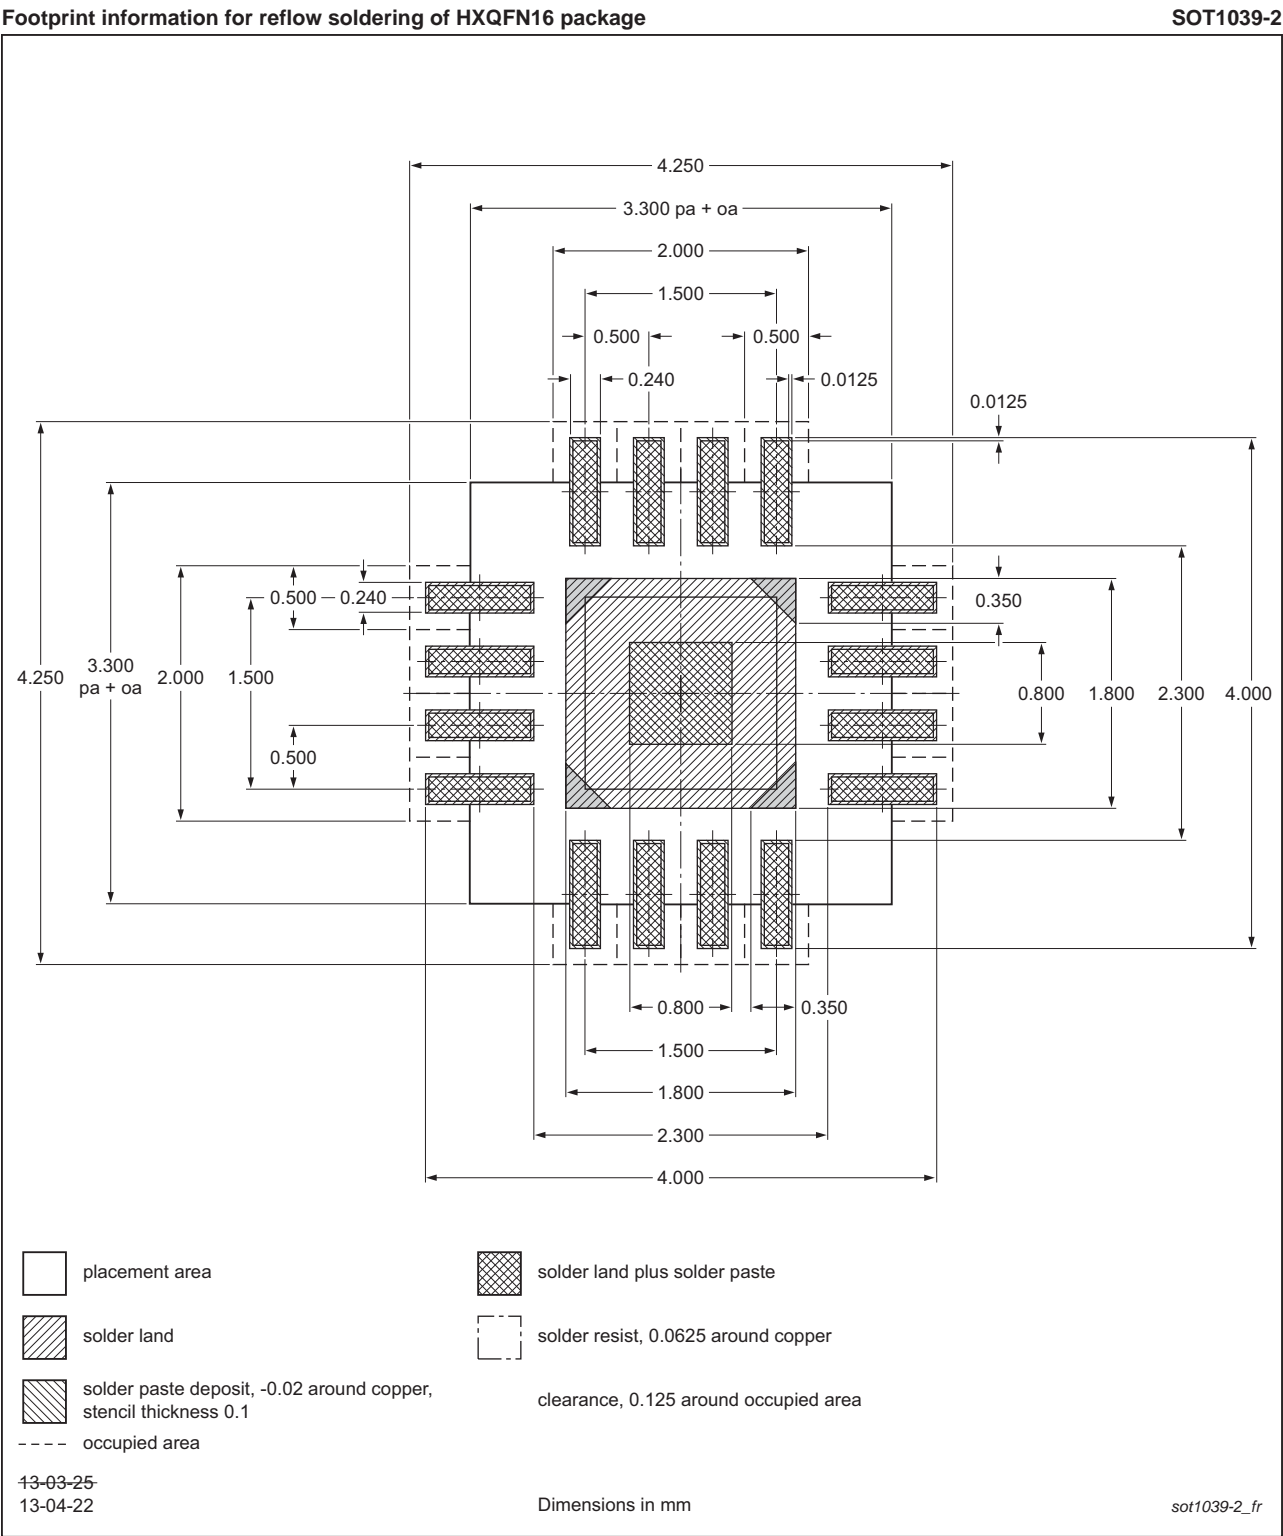 Footprint information for reflow soldering of HXQFN16 package SOT1039-2
4.250
3.300 pa + oa
2.000
1.500
0.500 0.500
0.240 0.0125
0.0125
0.500 0.240
0.350
4.250 3.300 pa + oa 2.000 1.500 0.800 1.800 2.300 4.000
0.500
0.800 0.350
1.500
1.800
2.300
4.000
placement area solder land plus solder paste
solder land solder resist, 0.0625 around copper
solder paste deposit, -0.02 around copper,
stencil thickness 0.1
clearance, 0.125 around occupied area
occupied area
13-03-25
13-04-22 Dimensions in mm sot1039-2_fr